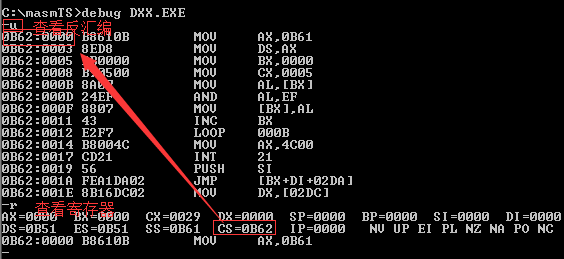 C:\masmTS>debug DXX.EXE
-u 查看反汇编
0B62:0000 B8610B MOV AX,0B61
0B62:0003 8ED8 MOV DS,AX
0B62:0005 BB0000 MOV BX,0000
0B62:0008 B90500 MOV CX,0005
0B62:000B 8A07 MOV AL,[BX]
0B62:000D 24EF AND AL,EF
0B62:000F 8807 MOV [BX],AL
0B62:0011 43 INC BX
0B62:0012 E2F7 LOOP 000B
0B62:0014 B8004C MOV AX,4C00
0B62:0017 CD21 INT 21
0B62:0019 56 PUSH SI
0B62:001A FEA1DA02 JMP [BX+DI+02DA]
0B62:001E 8B16DC02 MOV DX,[02DC]
-r 查看寄存器
AX=0000 BX=0000 CX=0029 DX=0000 SP=0000 BP=0000 SI=0000 DI=0000
DS=0B51 ES=0B51 SS=0B61 CS=0B62 IP=0000 NV UP EI PL NZ NA PO NC
0B62:0000 B8610B MOV AX,0B61
-